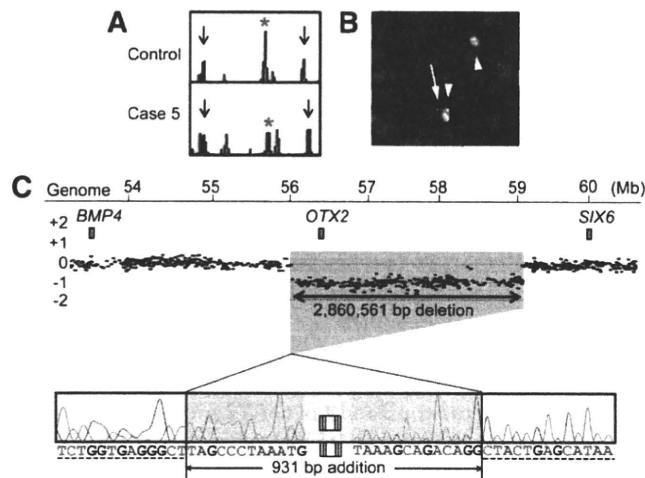 A
B
Control
*
Case 5
*
C
Genome 54 55 56 57 58 59 60 (Mb)
BMP4 OTX2 SIX6
+2
+1
0
-1
-2
2,860,561 bp deletion
TCTGGTGAGGGCTTAGCCCTAAATG TAAAGCAGACAGGCTACTGAGCATAA
931 bp addition